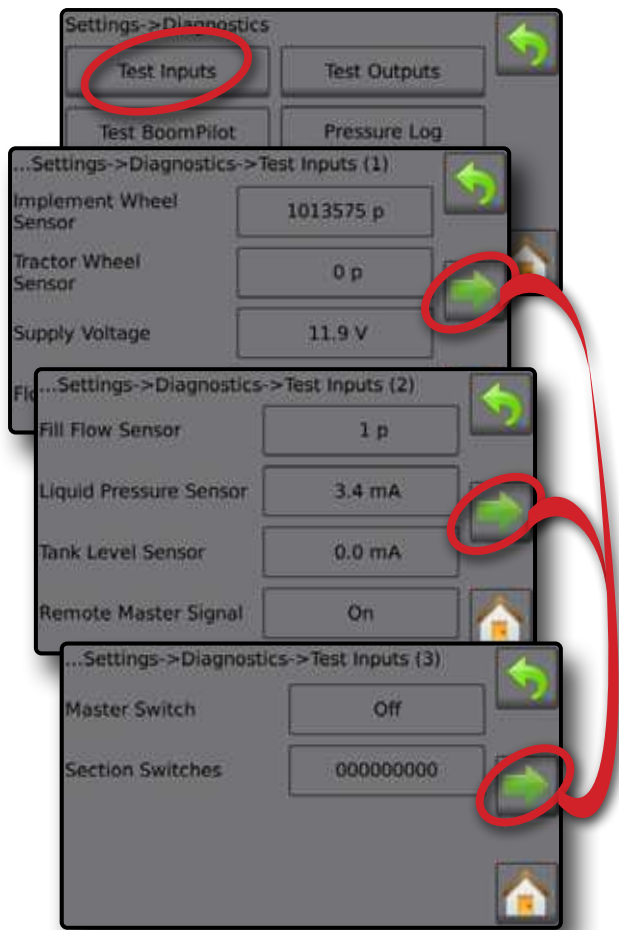 Settings->Diagnostics
Test Inputs
Test Outputs
Test BoomPilot
Pressure Log
...Settings->Diagnostics->Test Inputs (1)
Implement Wheel
Sensor
1013575 p
Tractor Wheel
Sensor
0 p
Supply Voltage
11.9 V
...Settings->Diagnostics->Test Inputs (2)
Fill Flow Sensor
1 p
Liquid Pressure Sensor
3.4 mA
Tank Level Sensor
0.0 mA
Remote Master Signal
On
...Settings->Diagnostics->Test Inputs (3)
Master Switch
Off
Section Switches
000000000